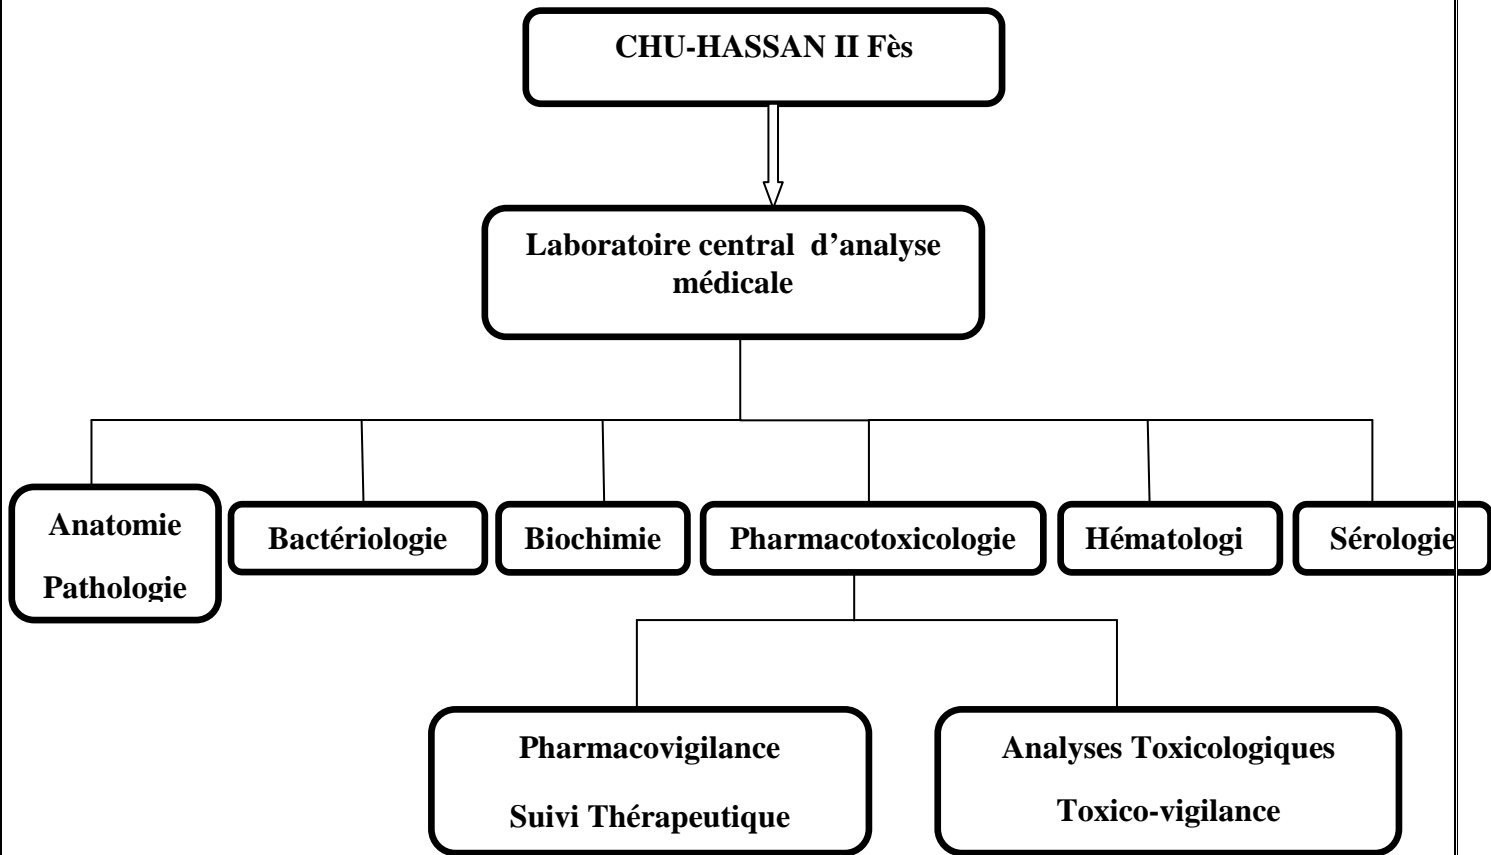 CHU-HASSAN II Fès
Laboratoire central d’analyse
médicale
Anatomie
Pathologie
Bactériologie
Biochimie
Pharmacotoxicologie
Hématologi
Sérologie
Pharmacovigilance
Suivi Thérapeutique
Analyses Toxicologiques
Toxico-vigilance